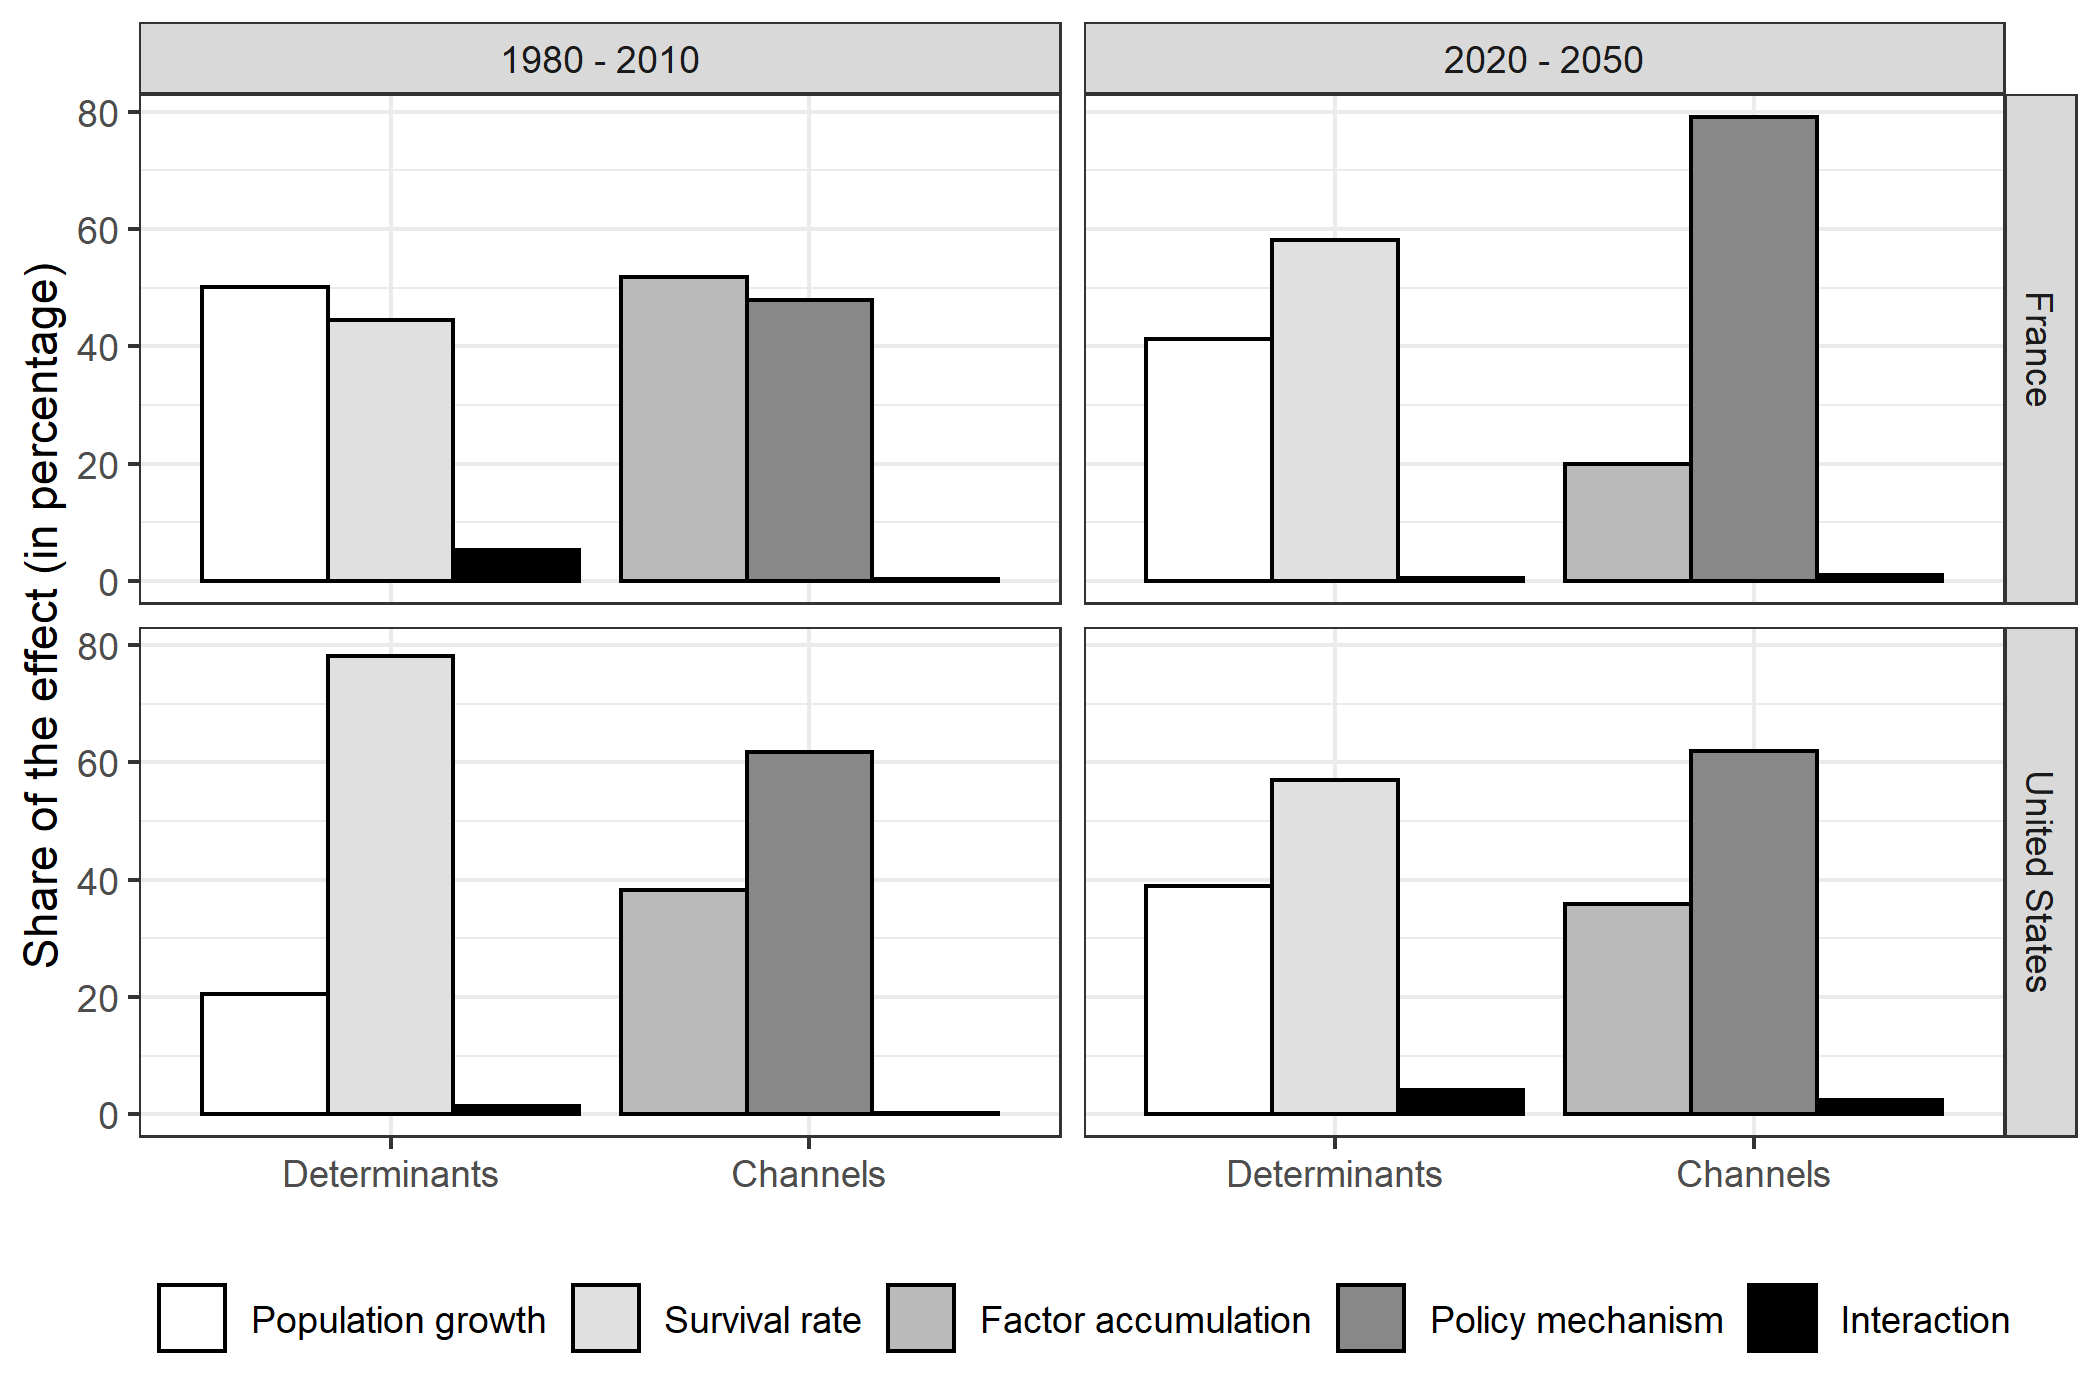 1980 - 2010
2020 - 2050
Share of the effect (in percentage)
80
60
40
20
0
France
80
60
40
20
0
United States
Determinants
Channels
Determinants
Channels
Population growth
Survival rate
Factor accumulation
Policy mechanism
Interaction